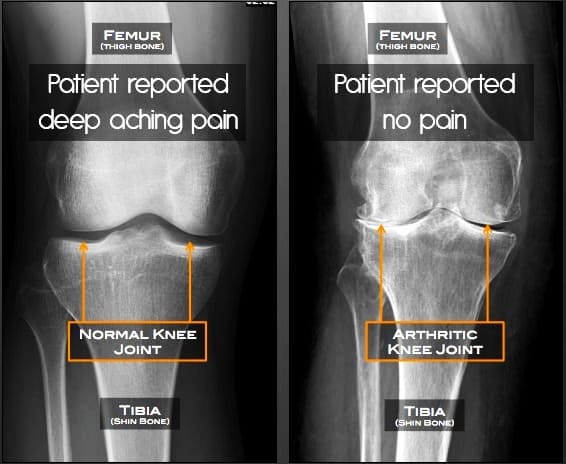 FEMUR
(THIGH BONE)
Patient reported
deep aching pain
NORMAL KNEE
JOINT
TIBIA
(SHIN BONE)
FEMUR
(THIGH BONE)
Patient reported
no pain
ARTHRITIC
KNEE JOINT
TIBIA
(SHIN BONE)